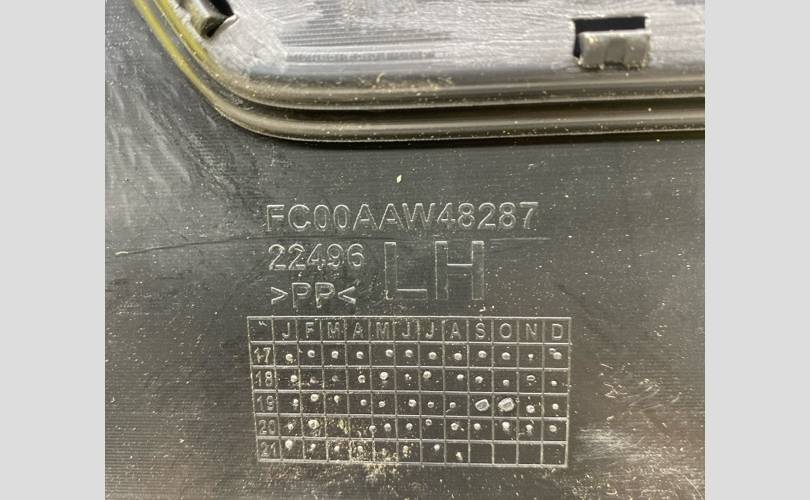 FC00AAW48287
22496 LH
>PP<
J F M A M J J A S O N D
17
18
19
20
21